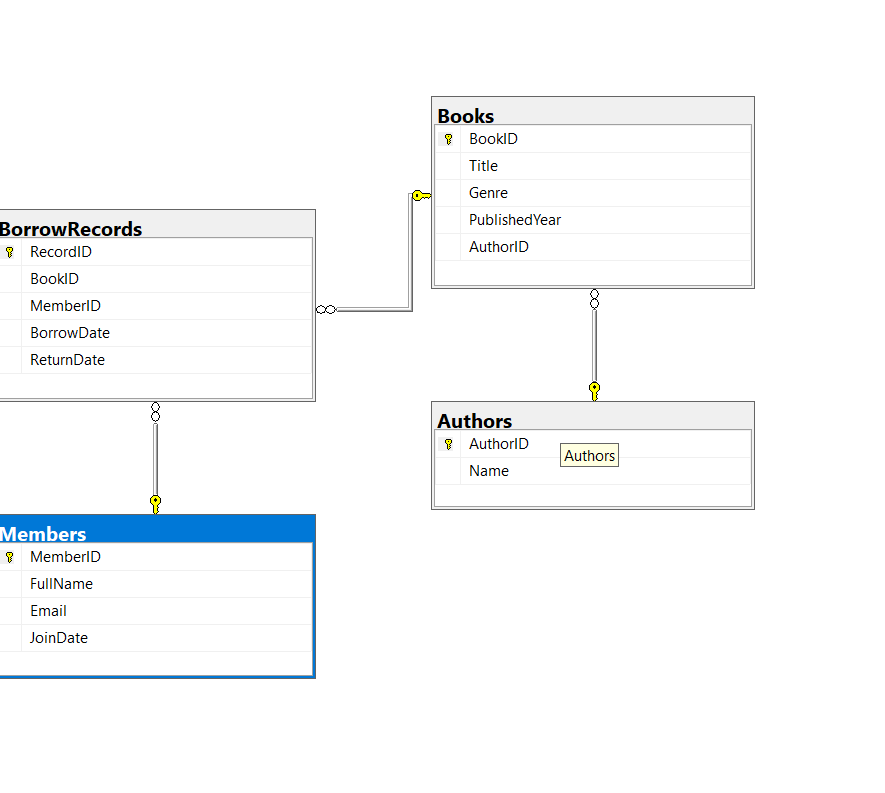 Books
BookID
Title
Genre
PublishedYear
AuthorID
BorrowRecords
RecordID
BookID
MemberID
BorrowDate
ReturnDate
Authors
AuthorID
Authors
Name
Members
MemberID
FullName
Email
JoinDate